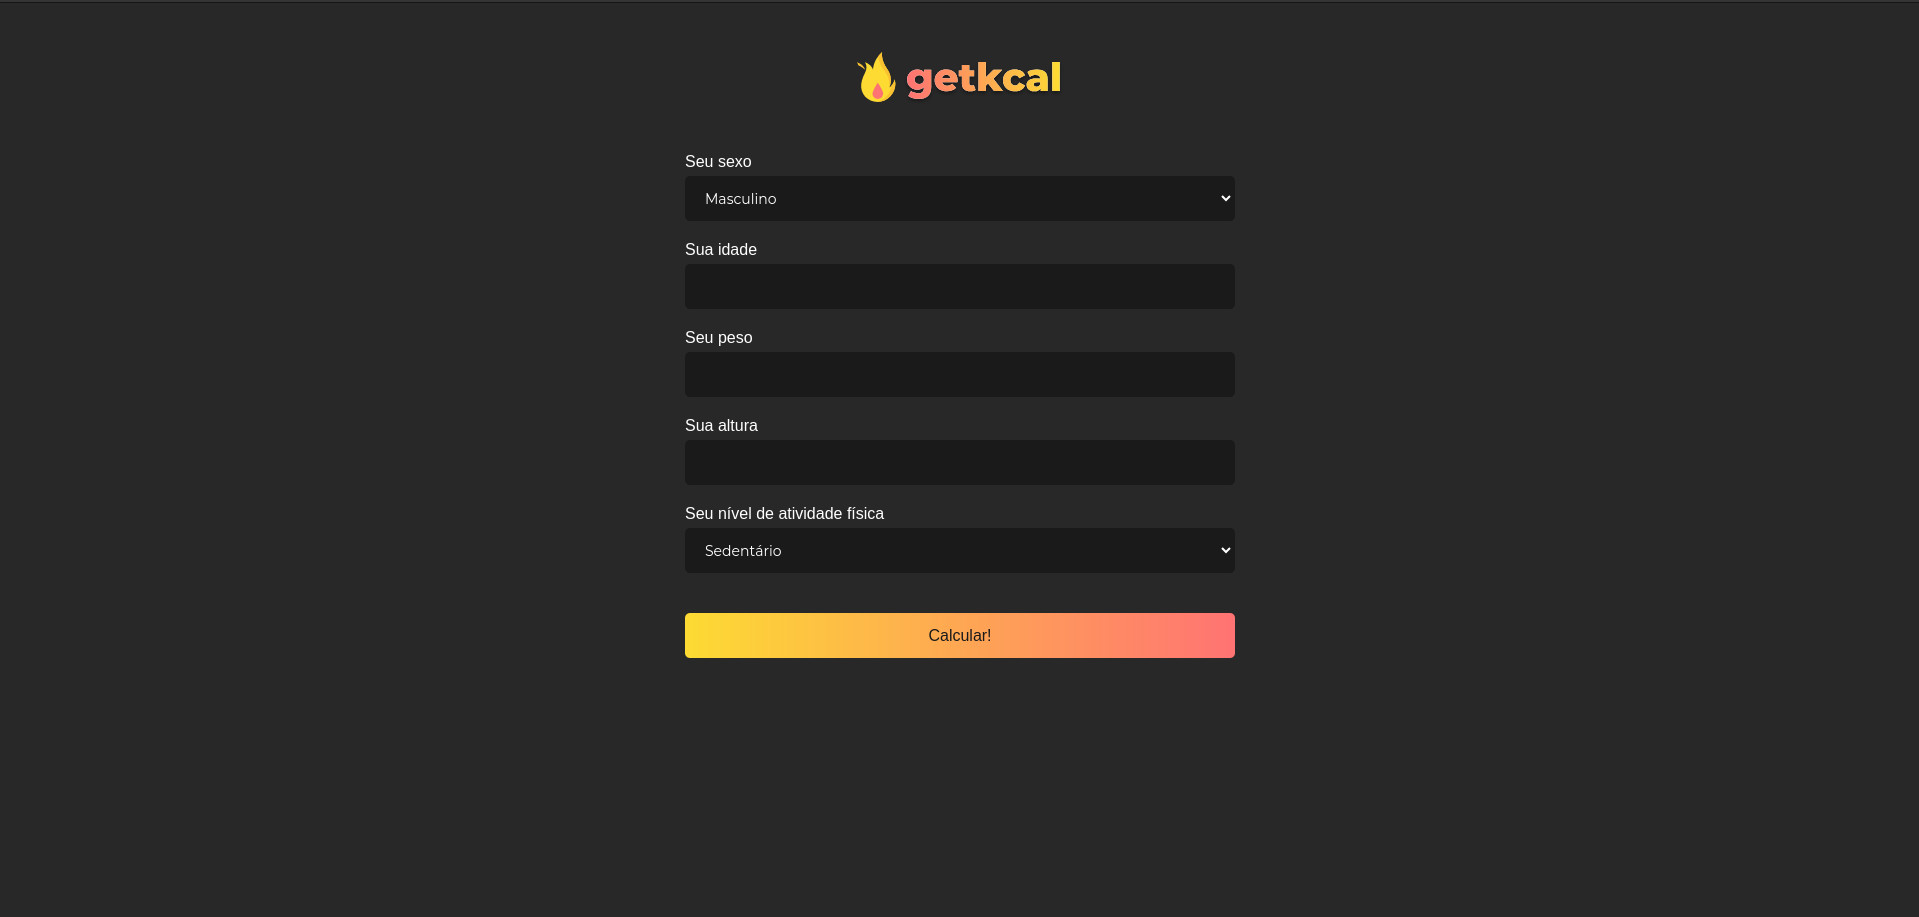 getkcal
Seu sexo
Masculino
Sua idade
Seu peso
Sua altura
Seu nível de atividade física
Sedentário
Calcular!